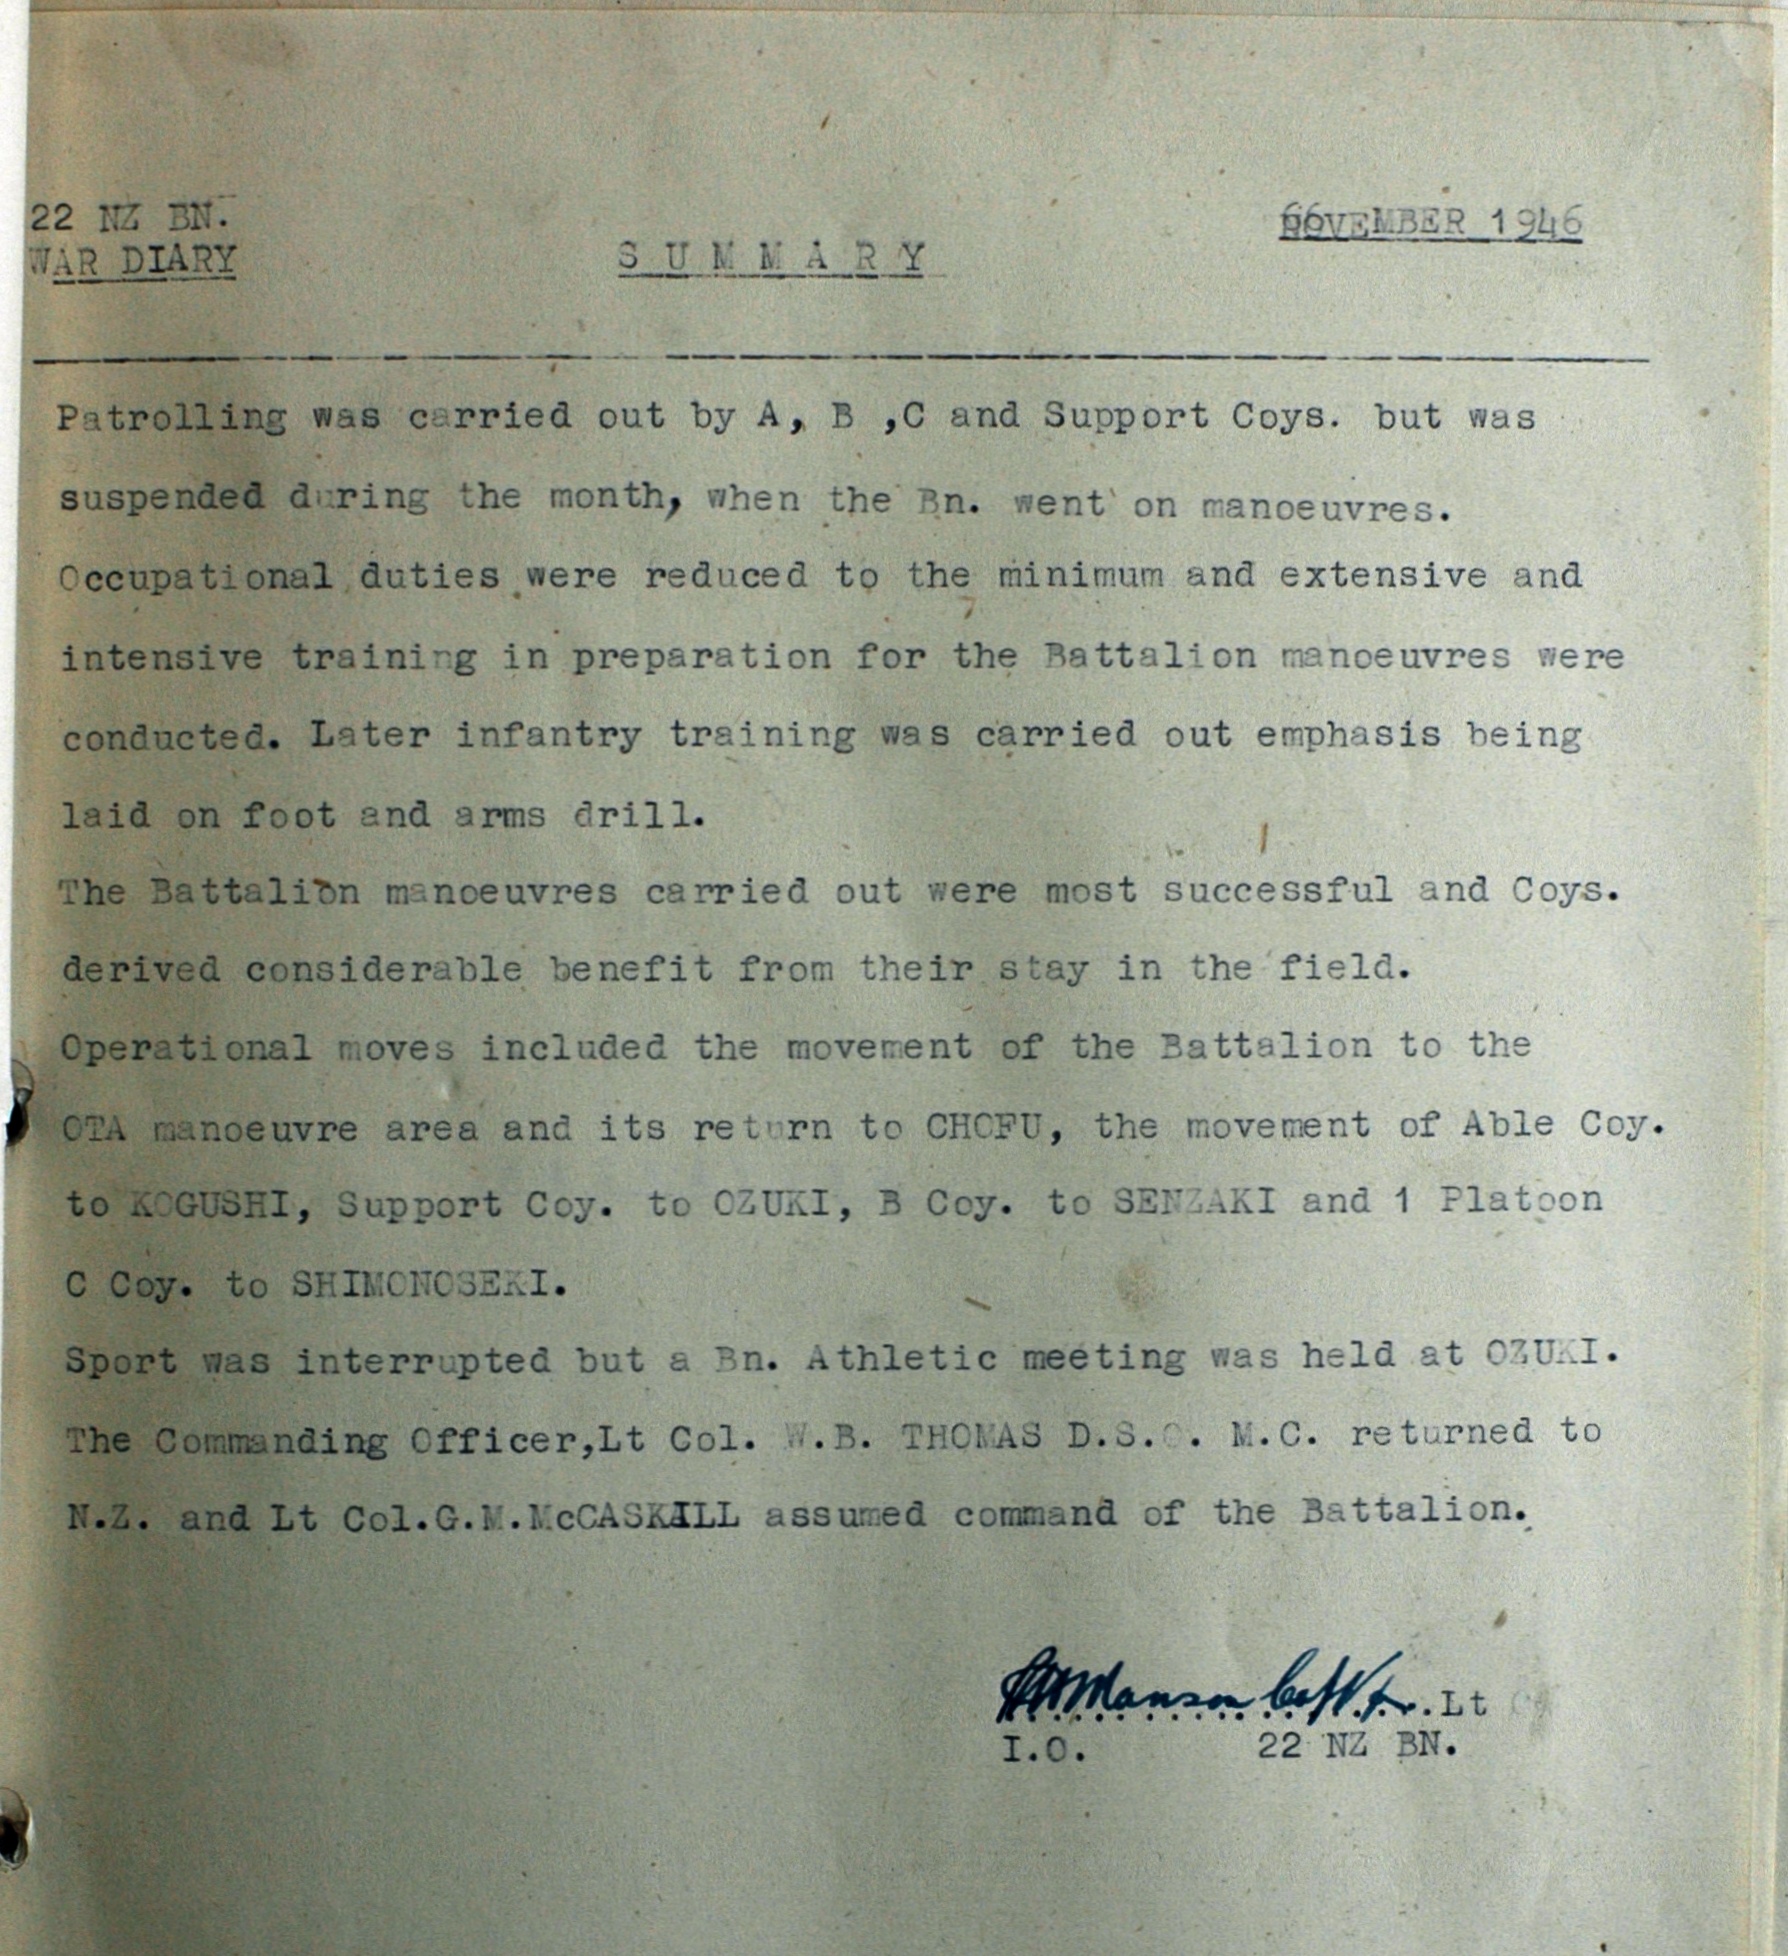 22 NZ BN.
WAR DIARY
S U M M A R Y
NOVEMBER 1946
Patrolling was carried out by A, B ,C and Support Coys. but was
suspended during the month, when the Bn. went on manoeuvres.
Occupational duties were reduced to the minimum and extensive and
intensive training in preparation for the Battalion manoeuvres were
conducted. Later infantry training was carried out emphasis being
laid on foot and arms drill.
The Battalion manoeuvres carried out were most successful and Coys.
derived considerable benefit from their stay in the field.
Operational moves included the movement of the Battalion to the
OTA manoeuvre area and its return to CHOFU, the movement of Able Coy.
to KOGUSHI, Support Coy. to OZUKI, B Coy. to SENZAKI and 1 Platoon
C Coy. to SHIMONOSEKI.
Sport was interrupted but a Bn. Athletic meeting was held at OZUKI.
The Commanding Officer,Lt Col. W.B. THOMAS D.S.O. M.C. returned to
N.Z. and Lt Col.G.M.McCASKILL assumed command of the Battalion.
Manson Lt
I.O. 22 NZ BN.